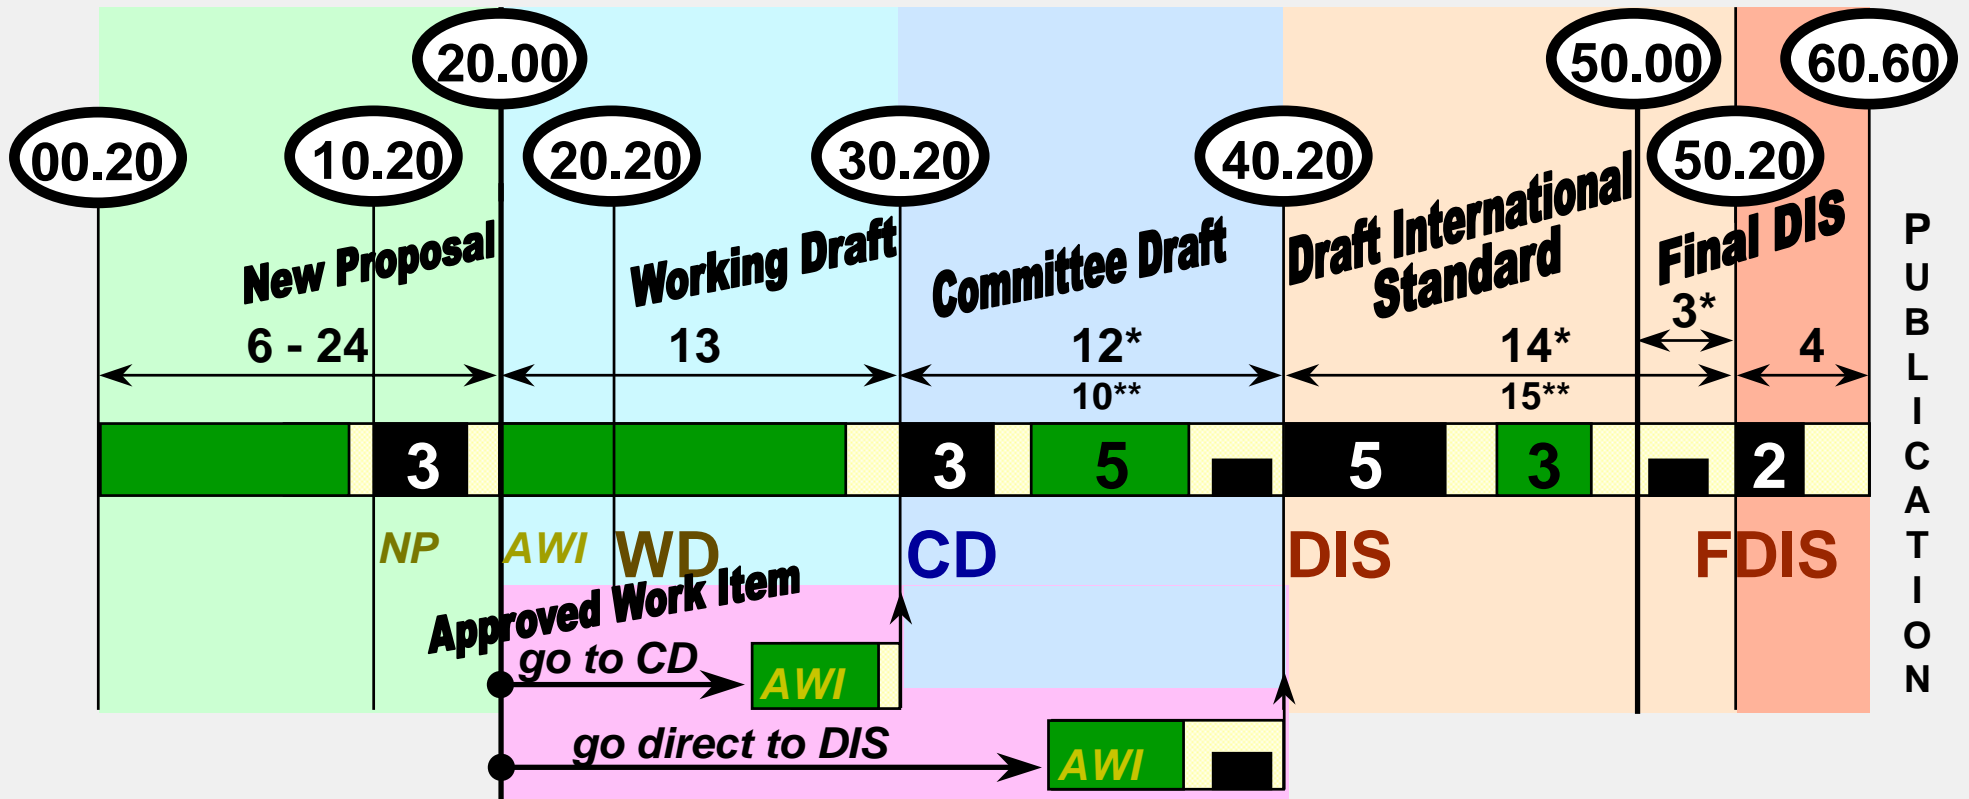 20.00
50.00
60.60
00.20
10.20
20.20
30.20
40.20
50.20
New Proposal
Working Draft
Committee Draft
Draft International
Standard
Final DIS
6 - 24
13
12*
10**
14*
15**
3*
4
3
3
5
5
3
2
NP
AWI
WD
CD
DIS
FDIS
Approved Work Item
go to CD
AWI
go direct to DIS
AWI
PUBLICATION